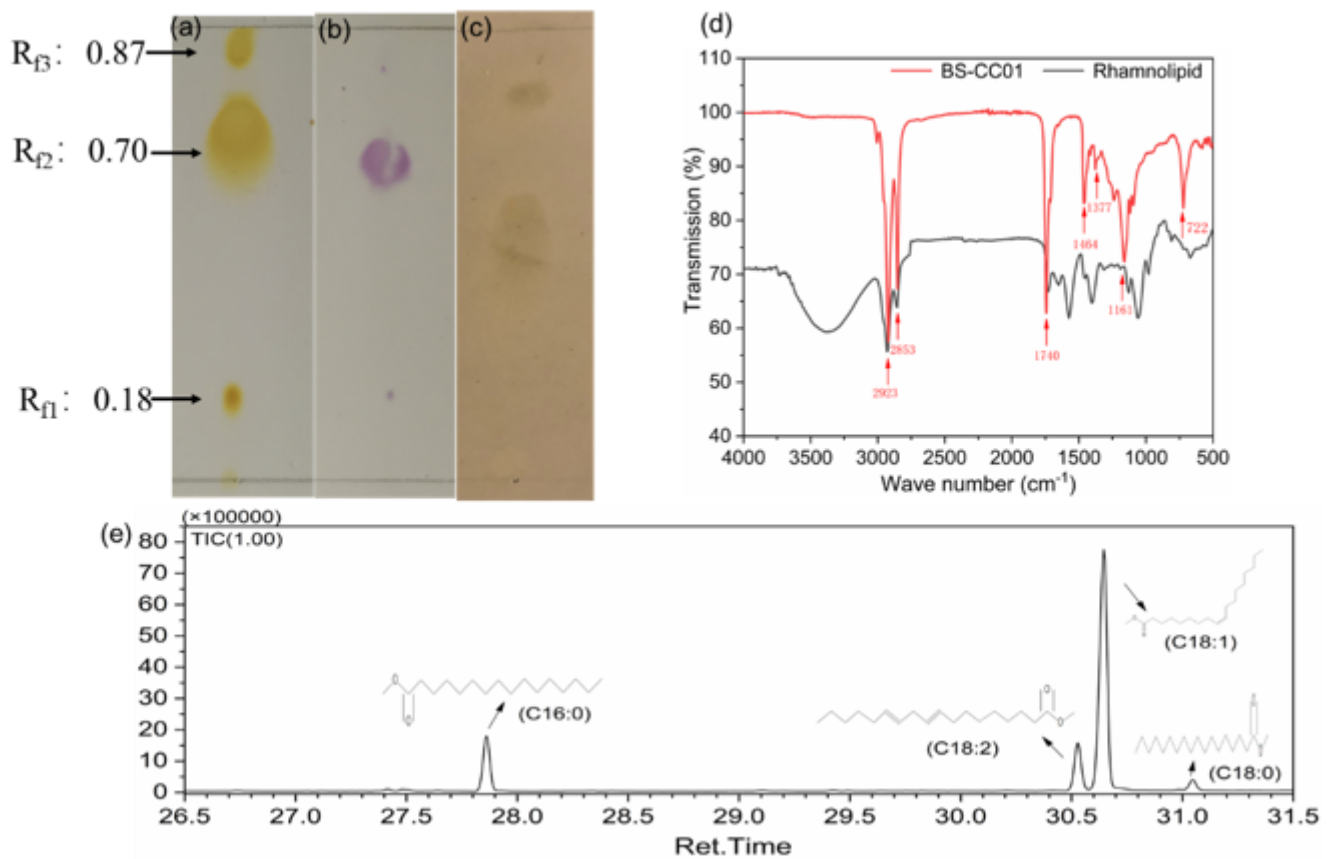 (a)
(b)
(c)
Rf3: 0.87
Rf2: 0.70
Rf1: 0.18
(d)
110
100
90
80
70
60
50
40
Transmission (%)
BS-CC01
Rhamnolipid
2923
2853
1740
1464
1377
1161
722
4000 3500 3000 2500 2000 1500 1000 500
Wave number (cm⁻¹)
(e)
(×100000)
TIC(1.00)
80
70
60
50
40
30
20
10
0
(C16:0)
(C18:2)
(C18:1)
(C18:0)
26.5 27.0 27.5 28.0 28.5 29.0 29.5 30.0 30.5 31.0 31.5
Ret.Time